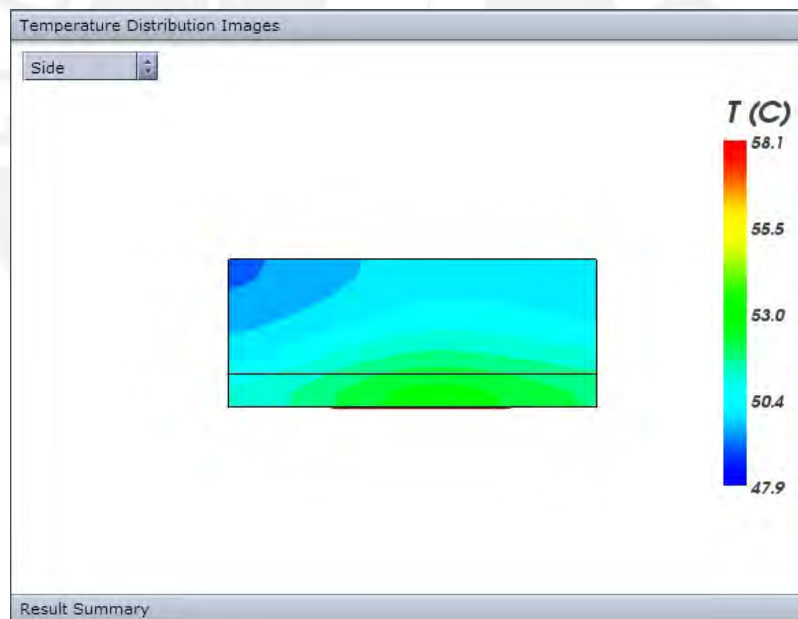 Temperature Distribution Images
Side
T (C)
58.1
55.5
53.0
50.4
47.9
Result Summary